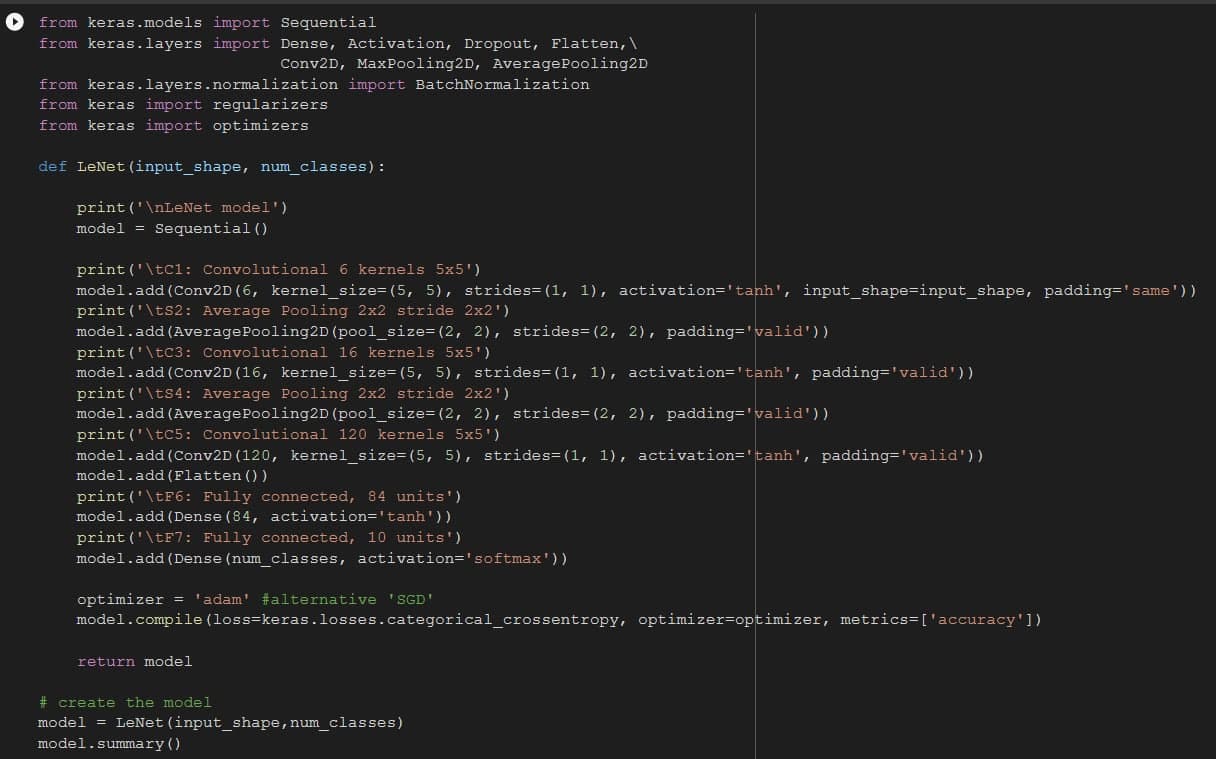 from keras.models import Sequential
from keras.layers import Dense, Activation, Dropout, Flatten,\
                         Conv2D, MaxPooling2D, AveragePooling2D
from keras.layers.normalization import BatchNormalization
from keras import regularizers
from keras import optimizers

def LeNet(input_shape, num_classes):

    print('\nLeNet model')
    model = Sequential()

    print('\tC1: Convolutional 6 kernels 5x5')
    model.add(Conv2D(6, kernel_size=(5, 5), strides=(1, 1), activation='tanh', input_shape=input_shape, padding='same'))
    print('\tS2: Average Pooling 2x2 stride 2x2')
    model.add(AveragePooling2D(pool_size=(2, 2), strides=(2, 2), padding='valid'))
    print('\tC3: Convolutional 16 kernels 5x5')
    model.add(Conv2D(16, kernel_size=(5, 5), strides=(1, 1), activation='tanh', padding='valid'))
    print('\tS4: Average Pooling 2x2 stride 2x2')
    model.add(AveragePooling2D(pool_size=(2, 2), strides=(2, 2), padding='valid'))
    print('\tC5: Convolutional 120 kernels 5x5')
    model.add(Conv2D(120, kernel_size=(5, 5), strides=(1, 1), activation='tanh', padding='valid'))
    model.add(Flatten())
    print('\tF6: Fully connected, 84 units')
    model.add(Dense(84, activation='tanh'))
    print('\tF7: Fully connected, 10 units')
    model.add(Dense(num_classes, activation='softmax'))

    optimizer = 'adam' #alternative 'SGD'
    model.compile(loss=keras.losses.categorical_crossentropy, optimizer=optimizer, metrics=['accuracy'])

    return model

# create the model
model = LeNet(input_shape,num_classes)
model.summary()